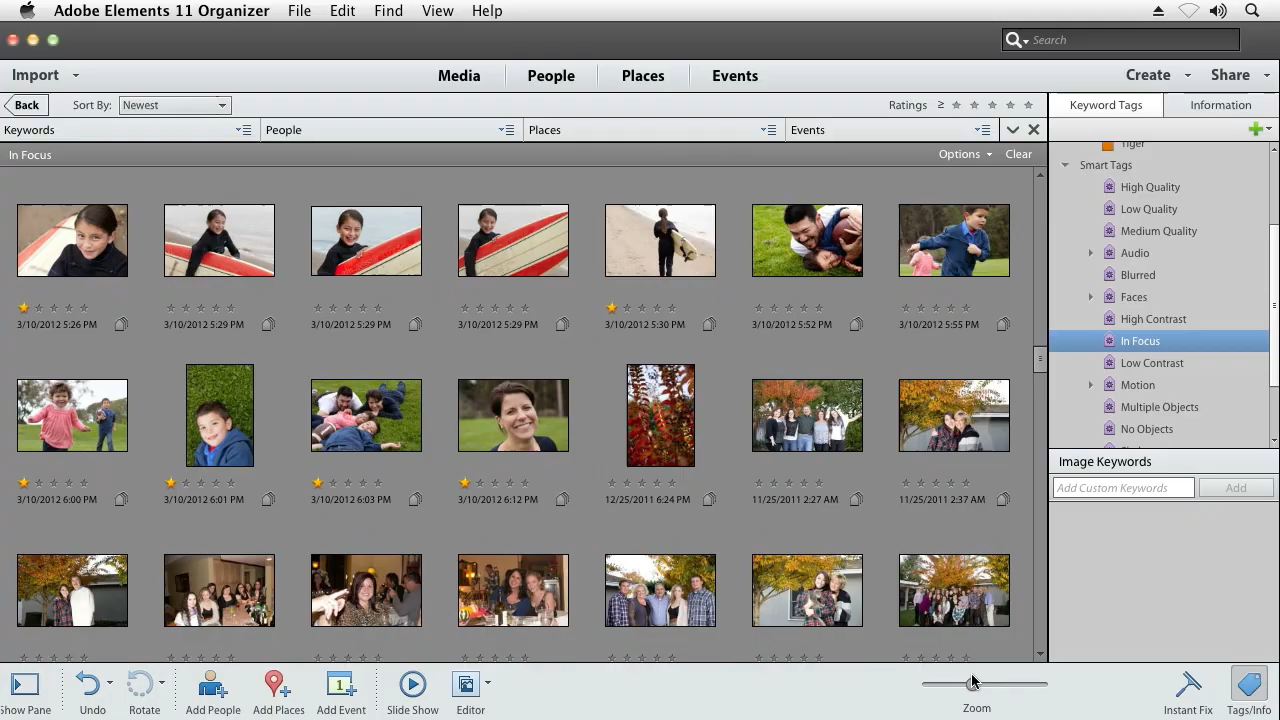 Adobe Elements 11 Organizer File Edit Find View Help
Search
Import Media People Places Events Create Share
Back Sort By: Newest Ratings ≥ Keyword Tags Information
Keywords People Places Events
In Focus Options Clear
Tiger
Smart Tags
High Quality
Low Quality
Medium Quality
Audio
Blurred
Faces
High Contrast
In Focus
Low Contrast
Motion
Multiple Objects
No Objects
3/10/2012 5:26 PM 3/10/2012 5:29 PM 3/10/2012 5:29 PM 3/10/2012 5:29 PM 3/10/2012 5:30 PM 3/10/2012 5:52 PM 3/10/2012 5:55 PM
3/10/2012 6:00 PM 3/10/2012 6:01 PM 3/10/2012 6:03 PM 3/10/2012 6:12 PM 12/25/2011 6:24 PM 11/25/2011 2:27 AM 11/25/2011 2:37 AM
Image Keywords
Add Custom Keywords Add
Show Pane Undo Rotate Add People Add Places 1 Add Event Slide Show Editor Zoom Instant Fix Tags/Info